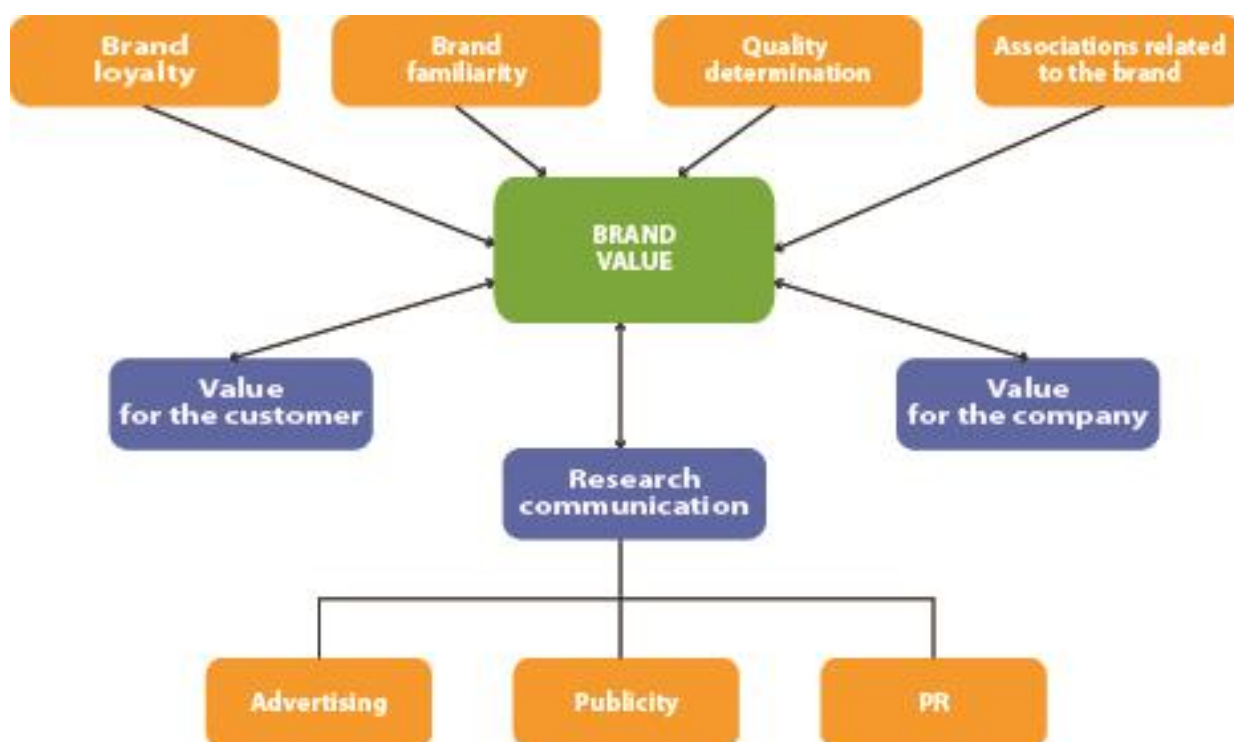 Brand
loyalty
Brand
familiarity
Quality
determination
Associations related
to the brand
BRAND
VALUE
Value
for the customer
Value
for the company
Research
communication
Advertising
Publicity
PR